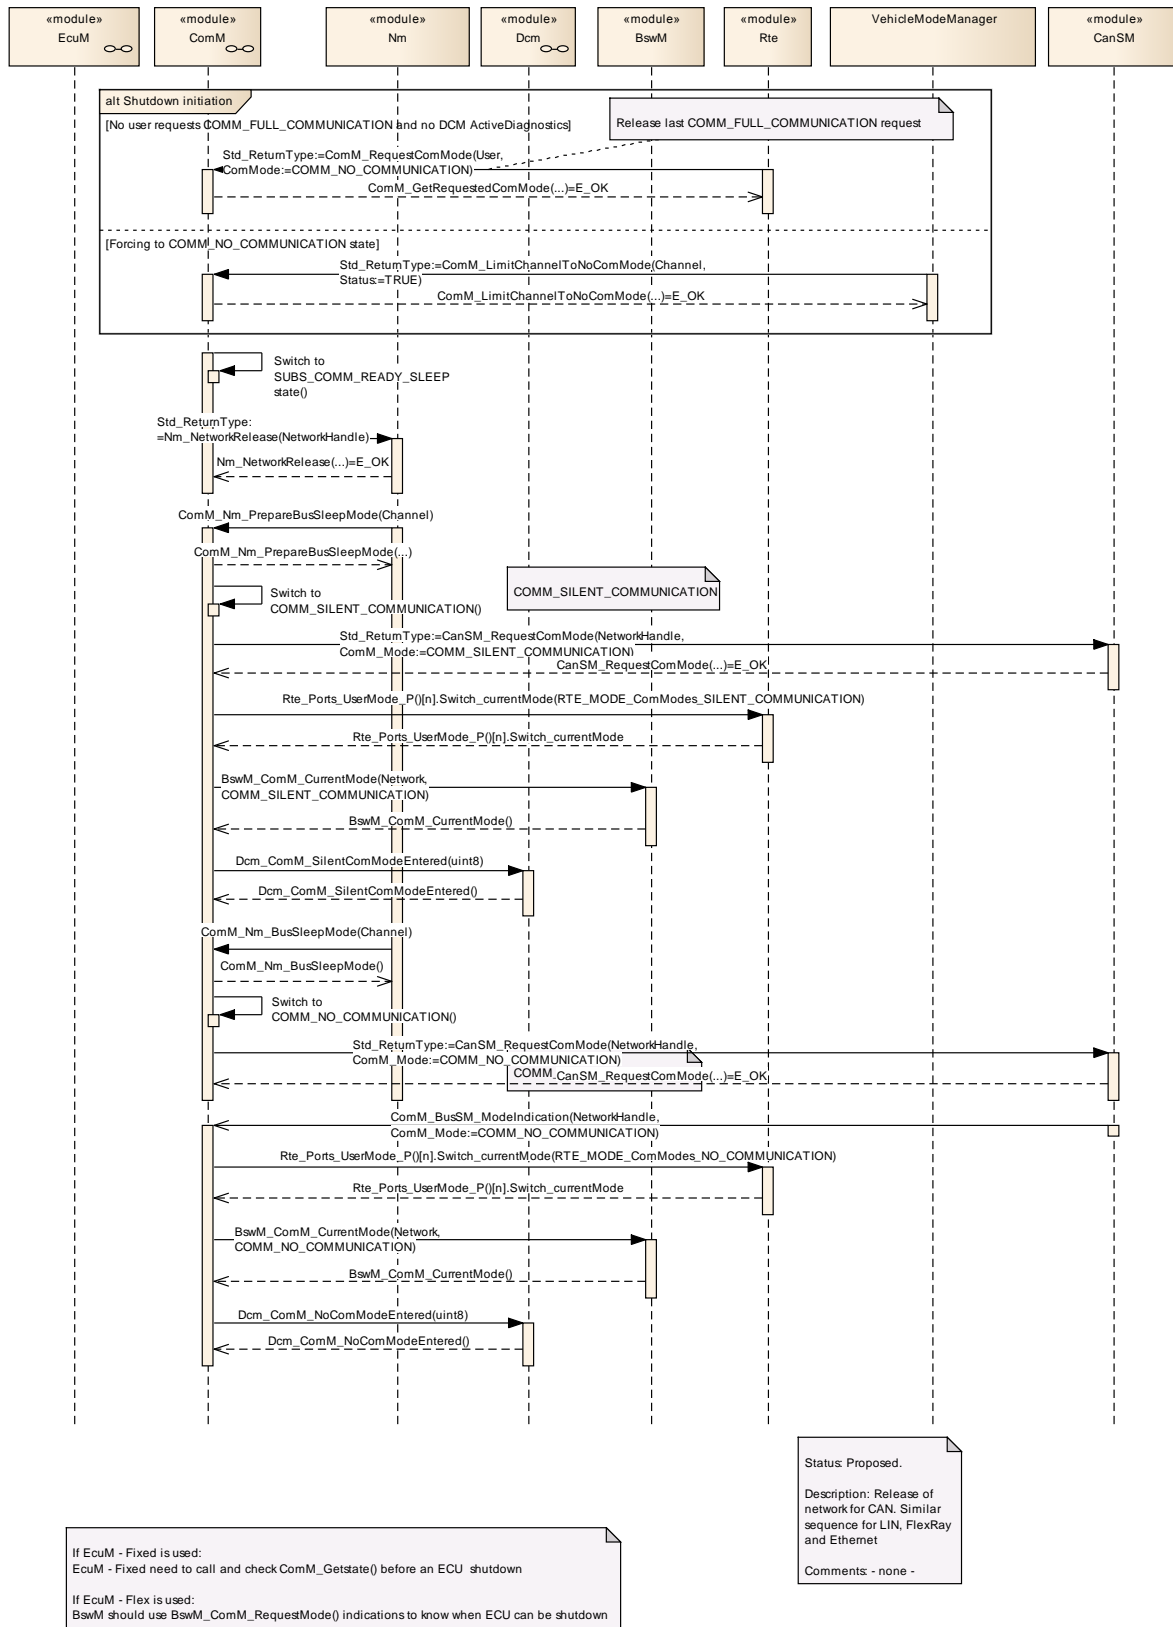 «module»
EcuM
«module»
ComM
«module»
Nm
«module»
Dcm
«module»
BswM
«module»
Rte
VehicleModeManager
«module»
CanSM
alt Shutdown initiation
[No user requests COMM_FULL_COMMUNICATION and no DCM ActiveDiagnostics]
Release last COMM_FULL_COMMUNICATION request
Std_ReturnType:=ComM_RequestComMode(User,
ComMode:=COMM_NO_COMMUNICATION)
ComM_GetRequestedComMode(...)=E_OK
[Forcing to COMM_NO_COMMUNICATION state]
Std_ReturnType:=ComM_LimitChannelToNoComMode(Channel,
Status:=TRUE)
ComM_LimitChannelToNoComMode(...)=E_OK
Switch to
SUBS_COMM_READY_SLEEP
state()
Std_ReturnType:
=Nm_NetworkRelease(NetworkHandle)
Nm_NetworkRelease(...)=E_OK
ComM_Nm_PrepareBusSleepMode(Channel)
ComM_Nm_PrepareBusSleepMode(...)
Switch to
COMM_SILENT_COMMUNICATION()
COMM_SILENT_COMMUNICATION
Std_ReturnType:=CanSM_RequestComMode(NetworkHandle,
ComM_Mode:=COMM_SILENT_COMMUNICATION)
CanSM_RequestComMode(...)=E_OK
Rte_Ports_UserMode_P()[n].Switch_currentMode(RTE_MODE_ComModes_SILENT_COMMUNICATION)
Rte_Ports_UserMode_P()[n].Switch_currentMode
BswM_ComM_CurrentMode(Network,
COMM_SILENT_COMMUNICATION)
BswM_ComM_CurrentMode()
Dcm_ComM_SilentComModeEntered(uint8)
Dcm_ComM_SilentComModeEntered()
ComM_Nm_BusSleepMode(Channel)
ComM_Nm_BusSleepMode()
Switch to
COMM_NO_COMMUNICATION()
Std_ReturnType:=CanSM_RequestComMode(NetworkHandle,
ComM_Mode:=COMM_NO_COMMUNICATION)
COMM_
CanSM_RequestComMode(...)=E_OK
ComM_BusSM_ModeIndication(NetworkHandle,
ComM_Mode:=COMM_NO_COMMUNICATION)
Rte_Ports_UserMode_P()[n].Switch_currentMode(RTE_MODE_ComModes_NO_COMMUNICATION)
Rte_Ports_UserMode_P()[n].Switch_currentMode
BswM_ComM_CurrentMode(Network,
COMM_NO_COMMUNICATION)
BswM_ComM_CurrentMode()
Dcm_ComM_NoComModeEntered(uint8)
Dcm_ComM_NoComModeEntered()
Status: Proposed.
Description: Release of
network for CAN. Similar
sequence for LIN, FlexRay
and Ethernet
Comments: - none -
If EcuM - Fixed is used:
EcuM - Fixed need to call and check ComM_Getstate() before an ECU shutdown
If EcuM - Flex is used:
BswM should use BswM_ComM_RequestMode() indications to know when ECU can be shutdown